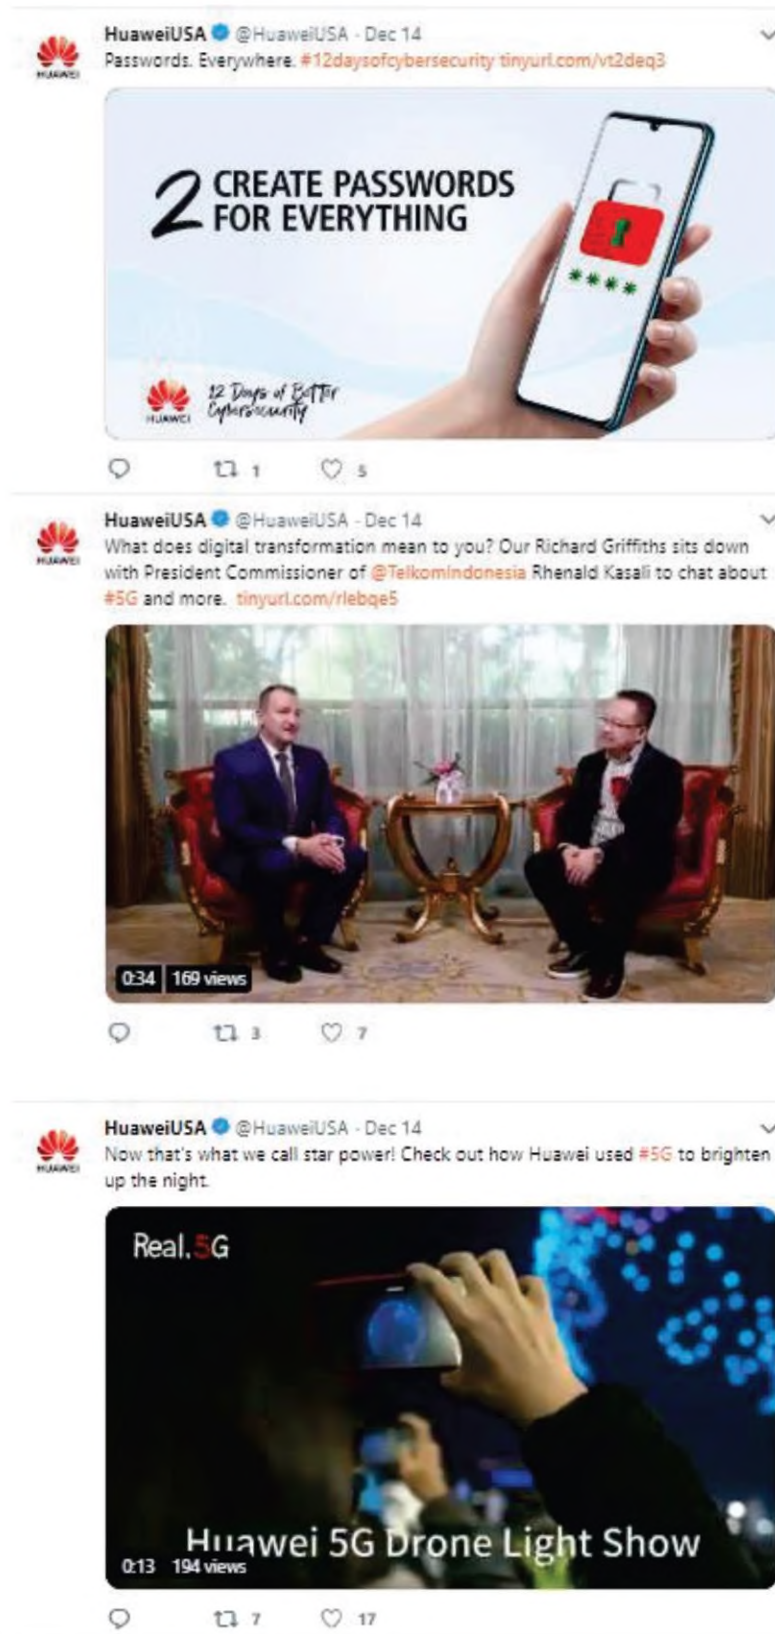 HuaweiUSA @HuaweiUSA · Dec 14
Passwords. Everywhere. #12daysofcybersecurity tinyurl.com/vt2deq3
HUAWEI
2 CREATE PASSWORDS
FOR EVERYTHING
****
HUAWEI
12 Days of Better
Cybersecurity
1 5
HuaweiUSA @HuaweiUSA · Dec 14
HUAWEI
What does digital transformation mean to you? Our Richard Griffiths sits down
with President Commissioner of @TelkomIndonesia Rhenald Kasali to chat about
#5G and more. tinyurl.com/rlebqe5
0:34 169 views
3 7
HuaweiUSA @HuaweiUSA · Dec 14
HUAWEI
Now that's what we call star power! Check out how Huawei used #5G to brighten
up the night.
Real.5G
Huawei 5G Drone Light Show
0:13 194 views
7 17